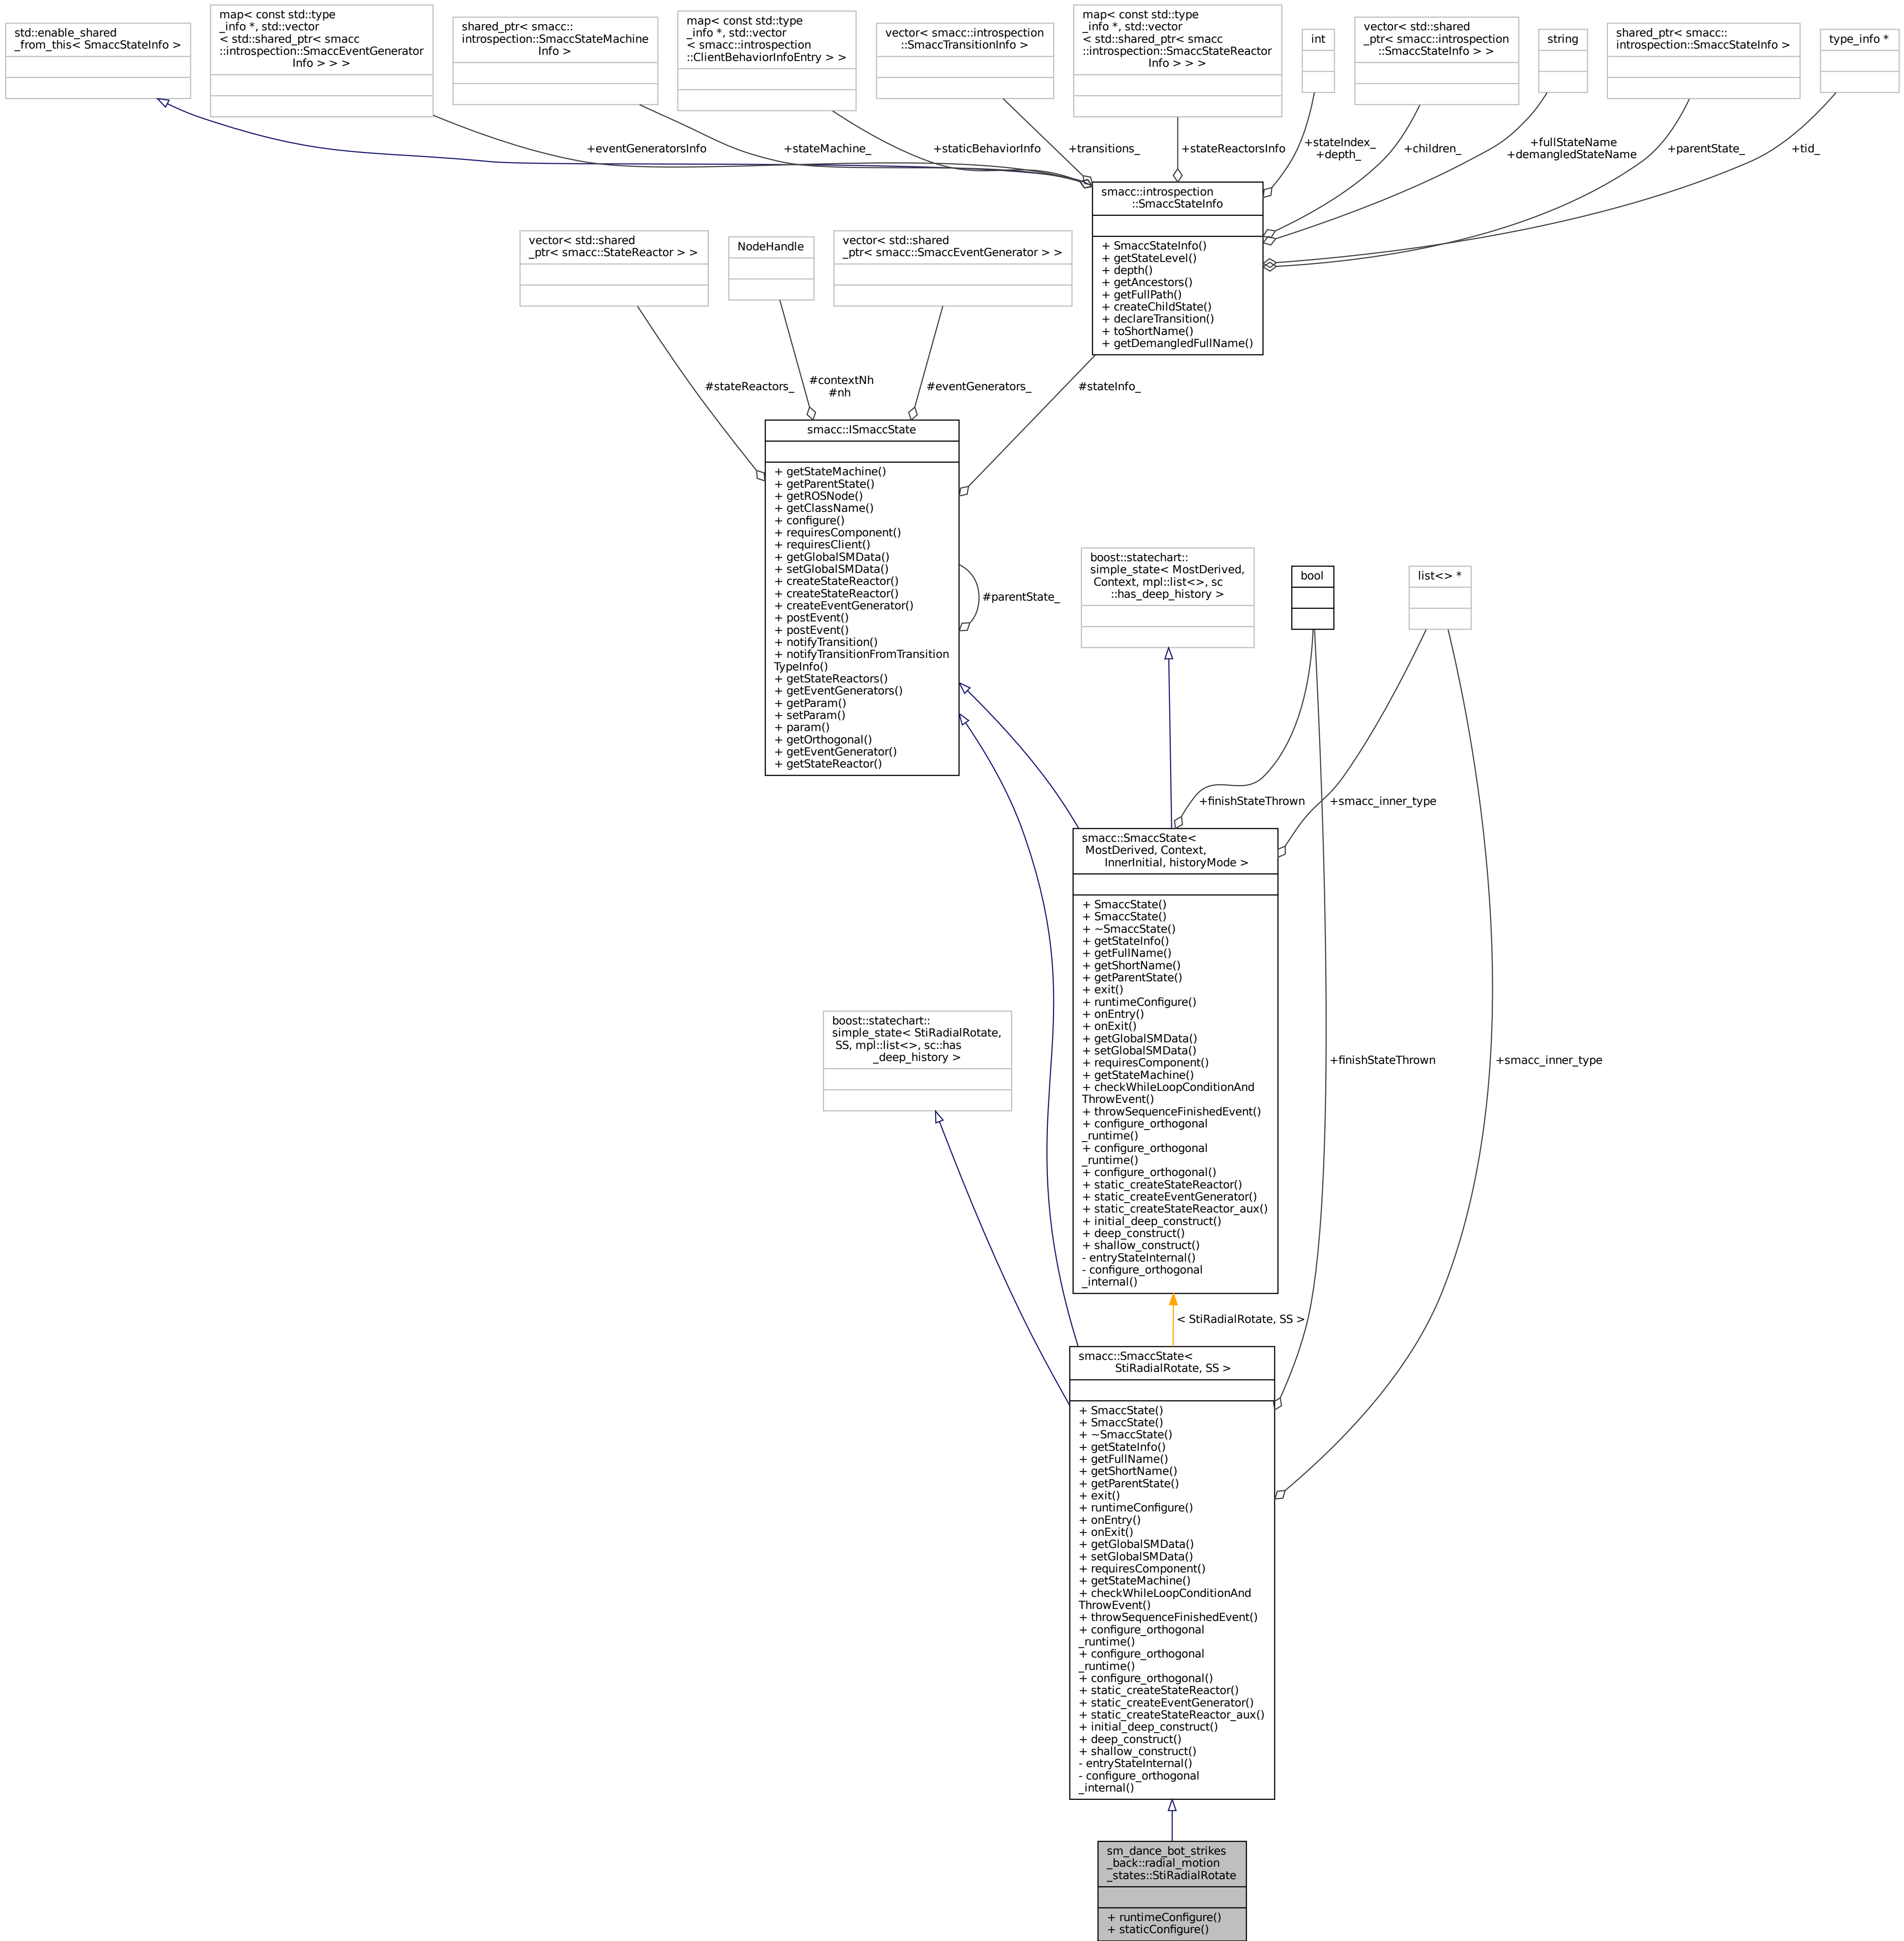 std::enable_shared
_from_this< SmaccStateInfo >
map< const std::type
_info *, std::vector
< std::shared_ptr< smacc
::introspection::SmaccEventGenerator
Info > > >
shared_ptr< smacc::
introspection::SmaccStateMachine
Info >
map< const std::type
_info *, std::vector
< smacc::introspection
::ClientBehaviorInfoEntry > >
vector< smacc::introspection
::SmaccTransitionInfo >
map< const std::type
_info *, std::vector
< std::shared_ptr< smacc
::introspection::SmaccStateReactor
Info > > >
int
vector< std::shared
_ptr< smacc::introspection
::SmaccStateInfo > >
string
shared_ptr< smacc::
introspection::SmaccStateInfo >
type_info *
+eventGeneratorsInfo
+stateMachine_
+staticBehaviorInfo
+transitions_
+stateReactorsInfo
+stateIndex_
+depth_
+children_
+fullStateName
+demangledStateName
+parentState_
+tid_
smacc::introspection
::SmaccStateInfo
+ SmaccStateInfo()
+ getStateLevel()
+ depth()
+ getAncestors()
+ getFullPath()
+ createChildState()
+ declareTransition()
+ toShortName()
+ getDemangledFullName()
vector< std::shared
_ptr< smacc::StateReactor > >
NodeHandle
vector< std::shared
_ptr< smacc::SmaccEventGenerator > >
#stateReactors_
#contextNh
#nh
#eventGenerators_
#stateInfo_
smacc::ISmaccState
+ getStateMachine()
+ getParentState()
+ getROSNode()
+ getClassName()
+ configure()
+ requiresComponent()
+ requiresClient()
+ getGlobalSMData()
+ setGlobalSMData()
+ createStateReactor()
+ createStateReactor()
+ createEventGenerator()
+ postEvent()
+ postEvent()
+ notifyTransition()
+ notifyTransitionFromTransition
TypeInfo()
+ getStateReactors()
+ getEventGenerators()
+ getParam()
+ setParam()
+ param()
+ getOrthogonal()
+ getEventGenerator()
+ getStateReactor()
#parentState_
boost::statechart::
simple_state< MostDerived,
Context, mpl::list<>, sc
::has_deep_history >
bool
list<> *
+finishStateThrown
+smacc_inner_type
smacc::SmaccState<
MostDerived, Context,
InnerInitial, historyMode >
+ SmaccState()
+ SmaccState()
+ ~SmaccState()
+ getStateInfo()
+ getFullName()
+ getShortName()
+ getParentState()
+ exit()
+ runtimeConfigure()
+ onEntry()
+ onExit()
+ getGlobalSMData()
+ setGlobalSMData()
+ requiresComponent()
+ getStateMachine()
+ checkWhileLoopConditionAnd
ThrowEvent()
+ throwSequenceFinishedEvent()
+ configure_orthogonal
_runtime()
+ configure_orthogonal
_runtime()
+ configure_orthogonal()
+ static_createStateReactor()
+ static_createEventGenerator()
+ static_createStateReactor_aux()
+ initial_deep_construct()
+ deep_construct()
+ shallow_construct()
- entryStateInternal()
- configure_orthogonal
_internal()
boost::statechart::
simple_state< StiRadialRotate,
SS, mpl::list<>, sc::has
_deep_history >
+finishStateThrown
+smacc_inner_type
< StiRadialRotate, SS >
smacc::SmaccState<
StiRadialRotate, SS >
+ SmaccState()
+ SmaccState()
+ ~SmaccState()
+ getStateInfo()
+ getFullName()
+ getShortName()
+ getParentState()
+ exit()
+ runtimeConfigure()
+ onEntry()
+ onExit()
+ getGlobalSMData()
+ setGlobalSMData()
+ requiresComponent()
+ getStateMachine()
+ checkWhileLoopConditionAnd
ThrowEvent()
+ throwSequenceFinishedEvent()
+ configure_orthogonal
_runtime()
+ configure_orthogonal
_runtime()
+ configure_orthogonal()
+ static_createStateReactor()
+ static_createEventGenerator()
+ static_createStateReactor_aux()
+ initial_deep_construct()
+ deep_construct()
+ shallow_construct()
- entryStateInternal()
- configure_orthogonal
_internal()
sm_dance_bot_strikes
_back::radial_motion
_states::StiRadialRotate
+ runtimeConfigure()
+ staticConfigure()